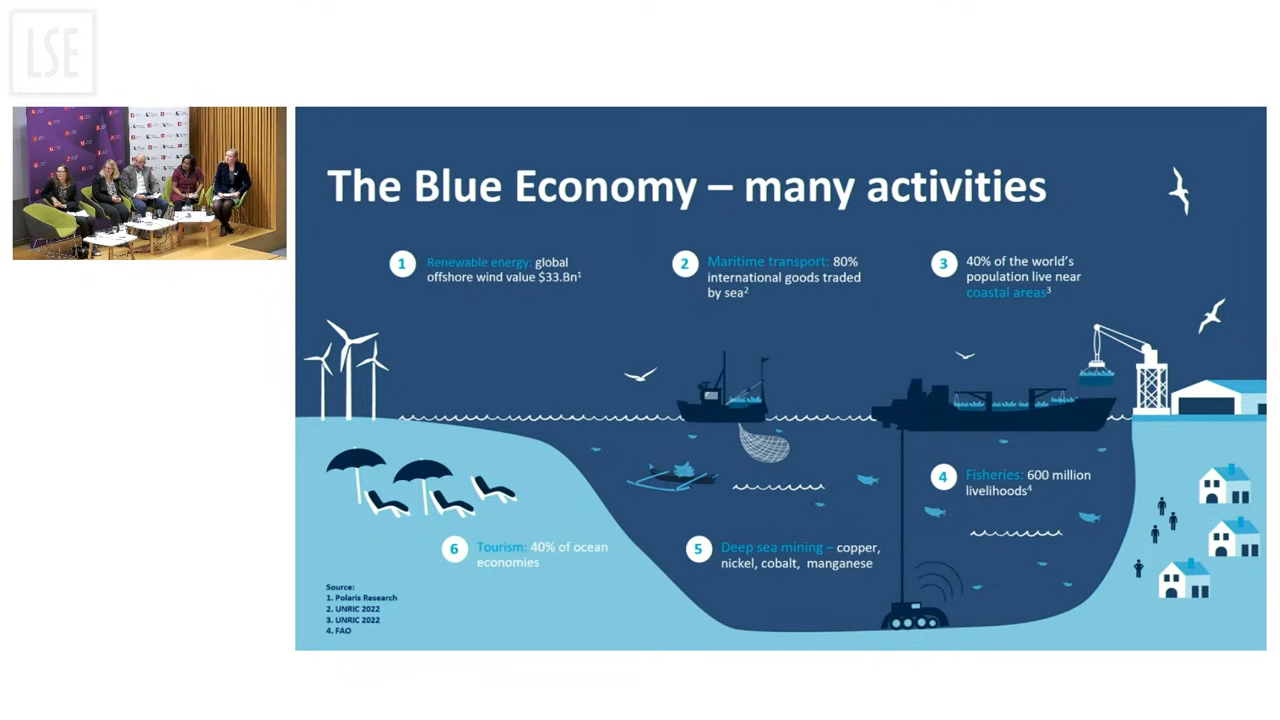 LSE
The Blue Economy – many activities
1
Renewable energy: global
offshore wind value $33.Bn¹
2
Maritime transport: 80%
international goods traded
by sea²
3
40% of the world's
population live near
coastal areas³
4
Fisheries: 600 million
livelihoods⁴
5
Deep sea mining – copper,
nickel, cobalt, manganese
6
Tourism: 40% of ocean
economies
Source:
1. Polaris Research
2. UNRIC 2022
3. UNRIC 2022
4. FAO